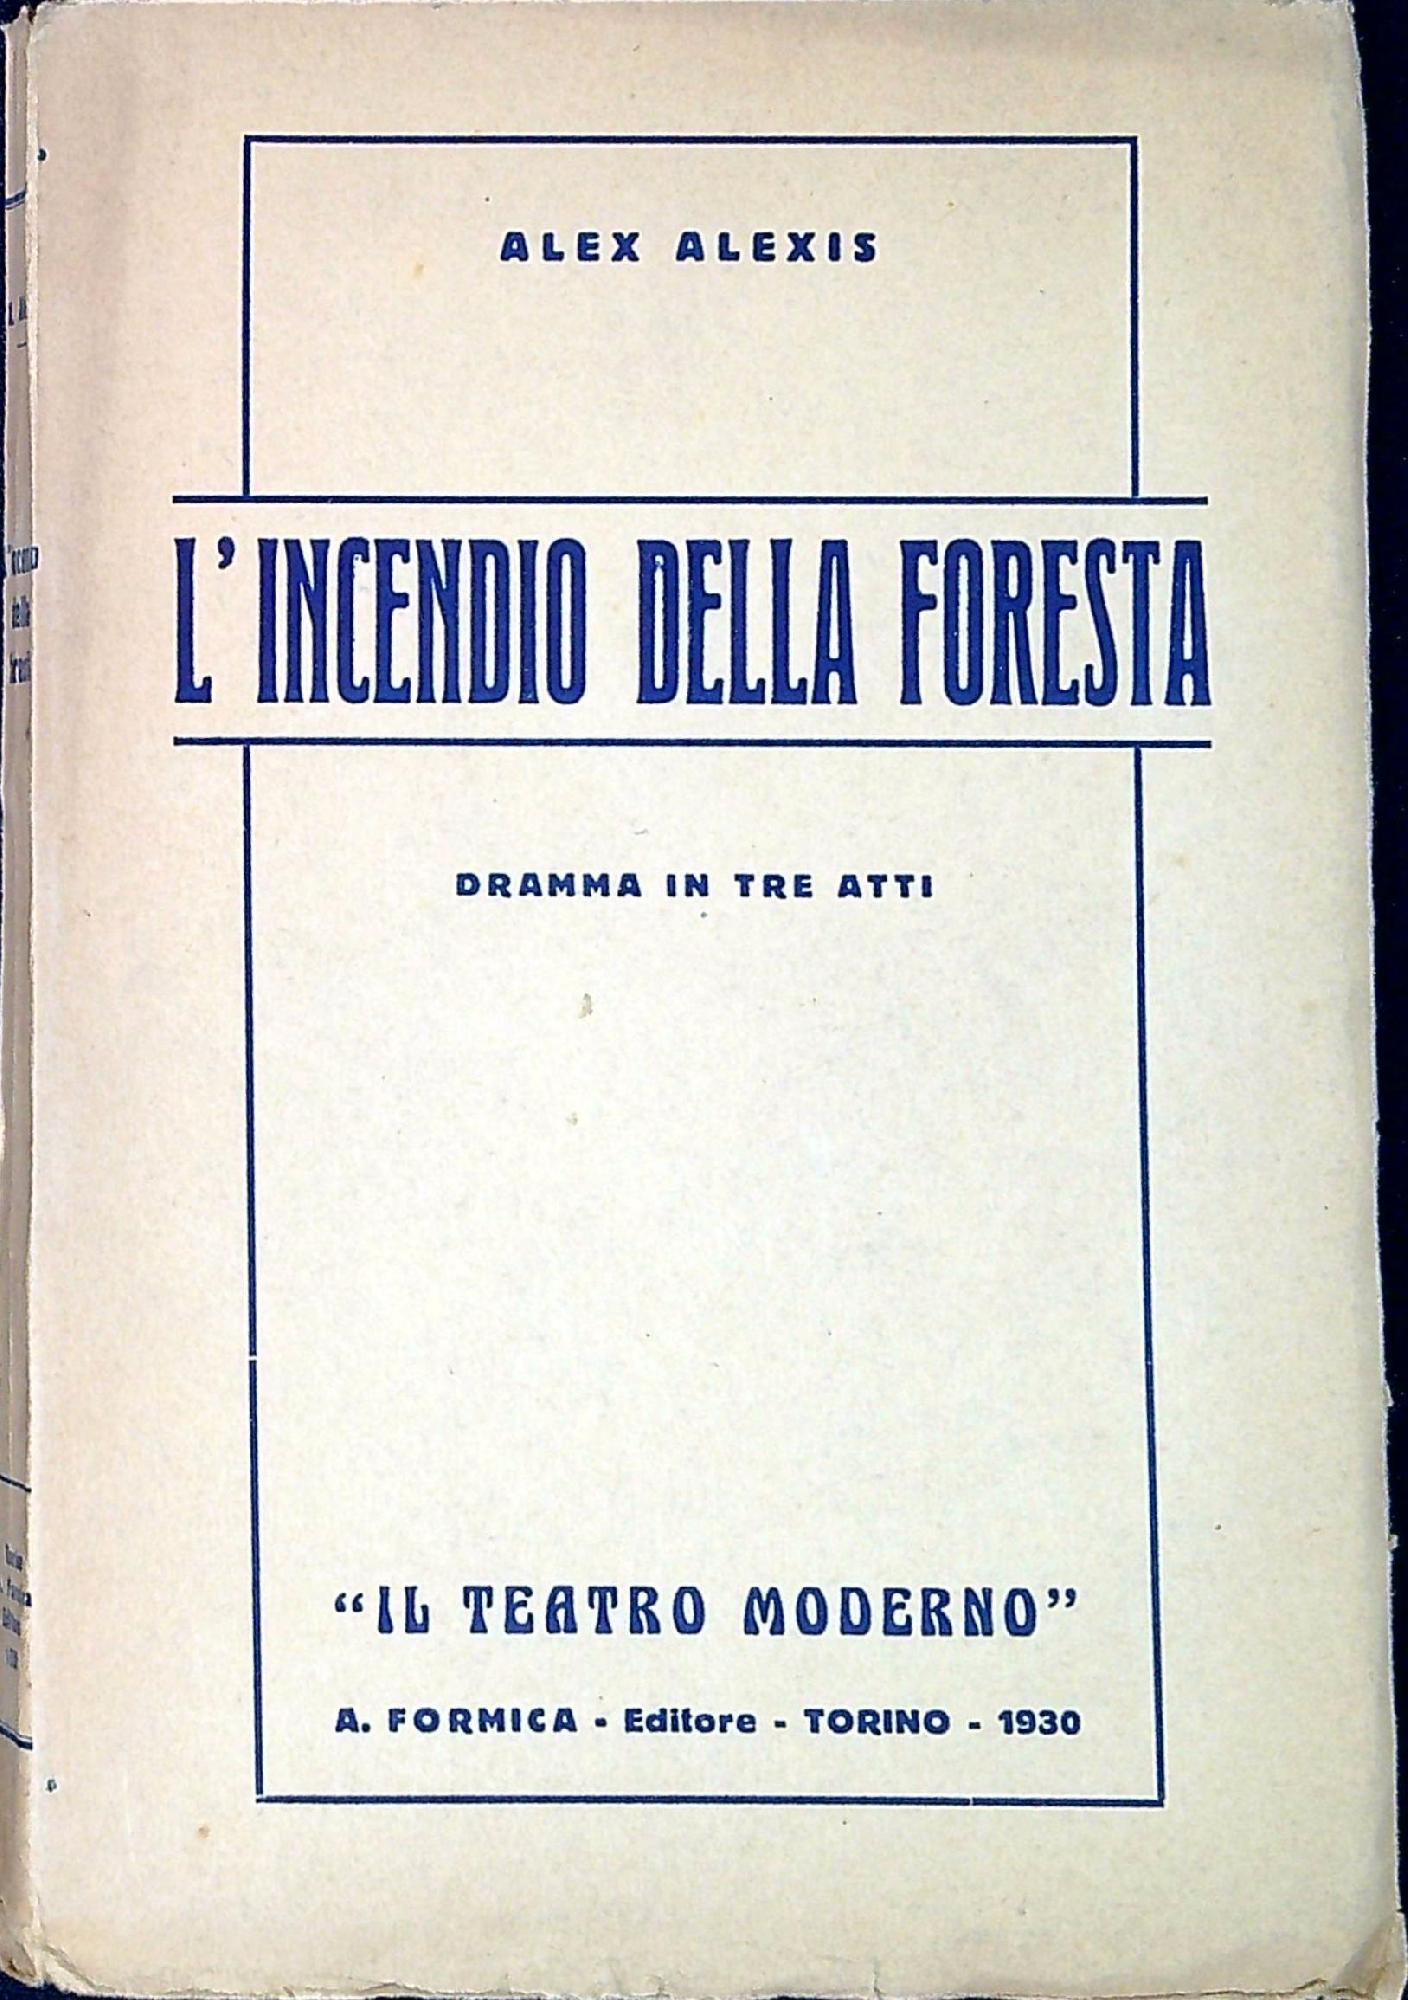 ALEX ALEXIS
L'INCENDIO DELLA FORESTA
DRAMMA IN TRE ATTI
"IL TEATRO MODERNO"
A. FORMICA - Editore - TORINO - 1930